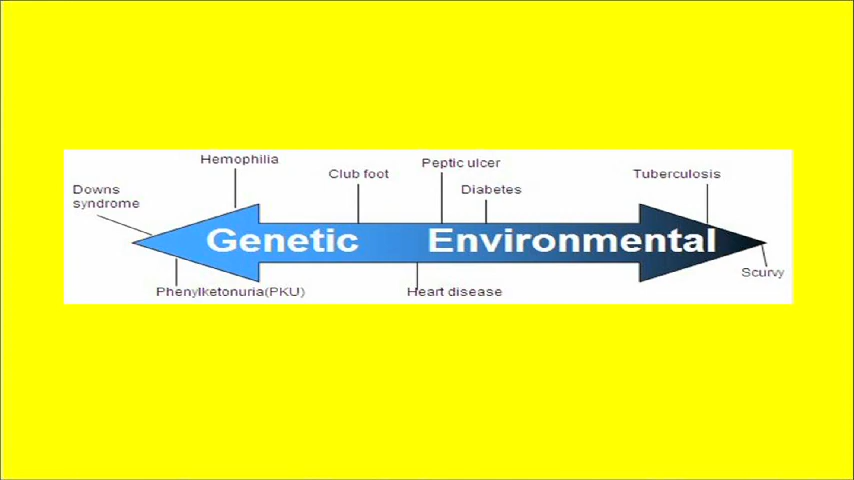 Hemophilia
Peptic ulcer
Club foot
Tuberculosis
Downs
syndrome
Diabetes
Genetic
Environmental
Scurvy
Phenylketonuria(PKU)
Heart disease